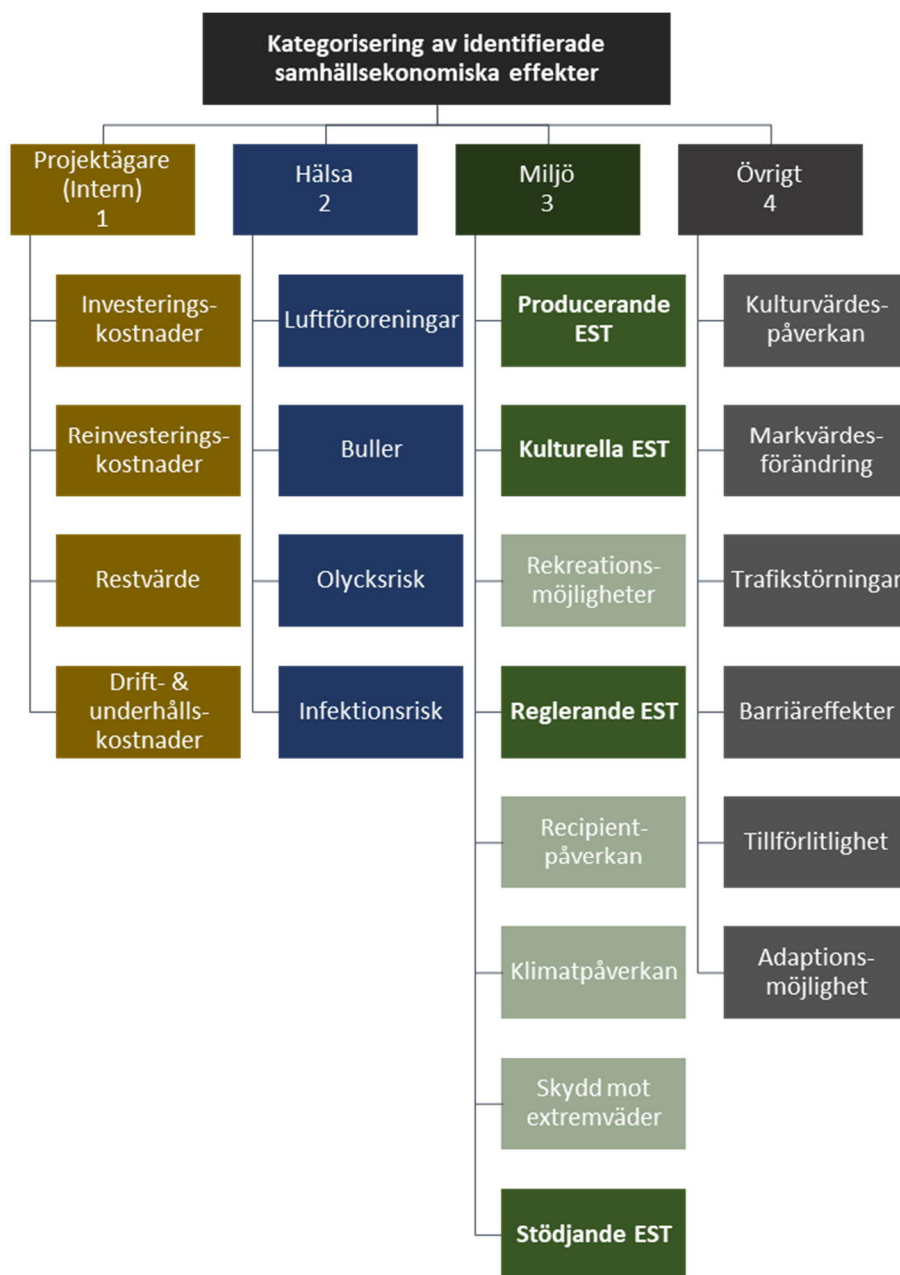 Kategorisering av identifierade
samhällsekonomiska effekter
Projektägare
(Intern)
1
Investerings-
kostnader
Reinvesterings-
kostnader
Restvärde
Drift- &
underhålls-
kostnader
Hälsa
2
Luftföroreningar
Buller
Olycksrisk
Infektionsrisk
Miljö
3
Producerande
EST
Kulturella EST
Rekreations-
möjligheter
Reglerande EST
Recipient-
påverkan
Klimatpåverkan
Skydd mot
extremväder
Stödjande EST
Övrigt
4
Kulturvärdes-
påverkan
Markvärdes-
förändring
Trafikstörningar
Barriäreffekter
Tillförlitlighet
Adaptions-
möjlighet